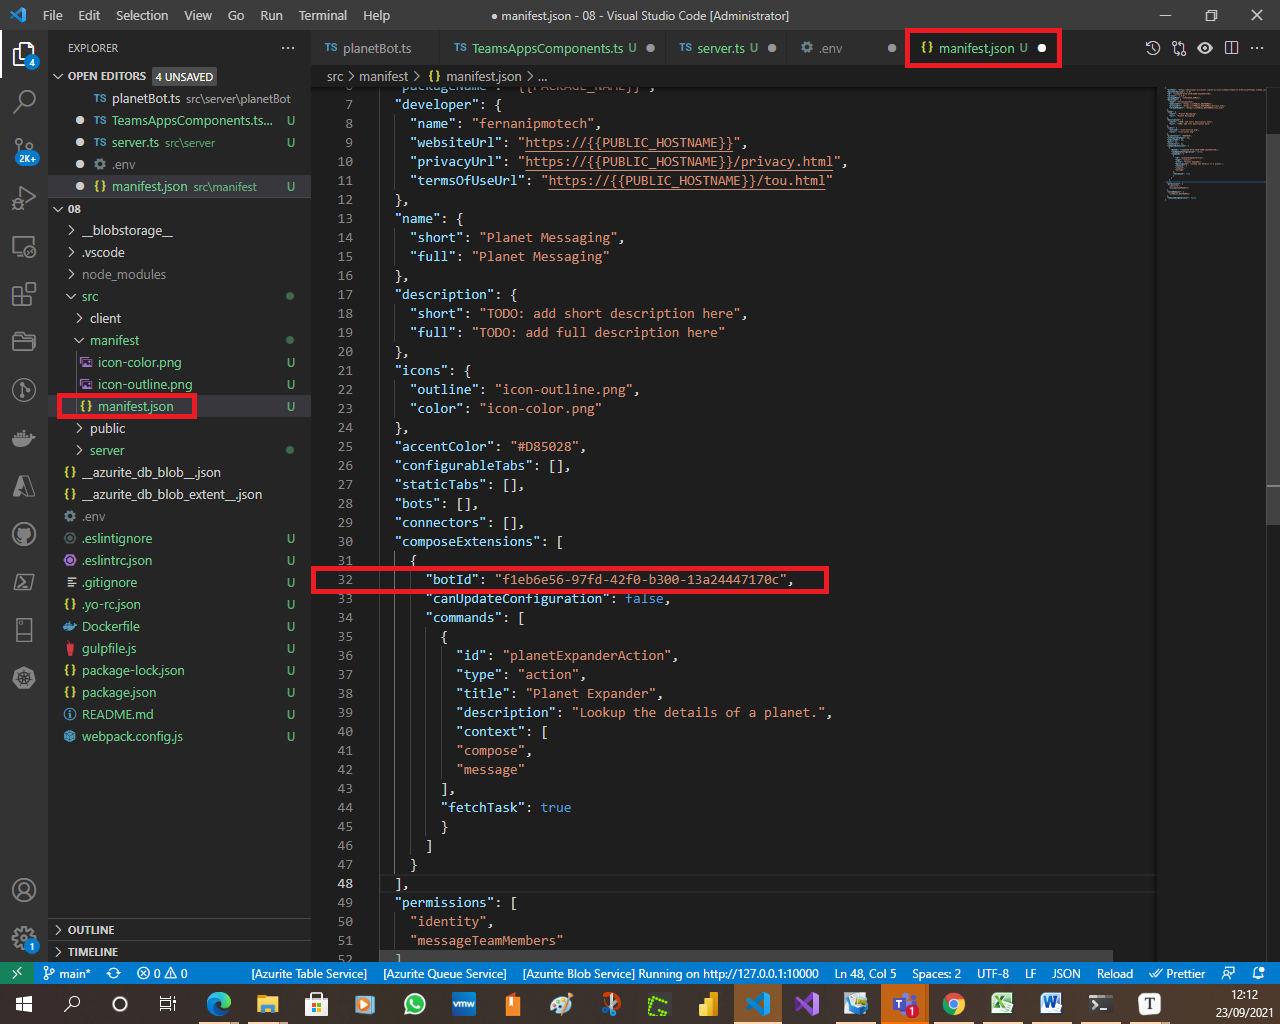 File Edit Selection View Go Run Terminal Help
● manifest.json - 08 - Visual Studio Code [Administrator]
EXPLORER
TS planetBot.ts
TS TeamsAppsComponents.ts U
TS server.ts U
.env
{} manifest.json U
src > manifest > {} manifest.json > ...
OPEN EDITORS 4 UNSAVED
TS planetBot.ts src\server\planetBot
TS TeamsAppsComponents.ts...
TS server.ts src\server U
.env
{} manifest.json src\manifest U
08
__blobstorage__
.vscode
node_modules
src
client
manifest
icon-color.png U
icon-outline.png U
{} manifest.json U
public
server
{} __azurite_db_blob__.json
{} __azurite_db_blob_extent__.json
.env
.eslintignore U
.eslintrc.json U
.gitignore U
{} .yo-rc.json U
Dockerfile U
gulpfile.js U
{} package-lock.json U
{} package.json U
README.md U
webpack.config.js U
OUTLINE
TIMELINE
4
2K+
1
6 "packageName": "{{PACKAGE_NAME}}",
7 "developer": {
8 "name": "fernanipmotech",
9 "websiteUrl": "https://{{PUBLIC_HOSTNAME}}",
10 "privacyUrl": "https://{{PUBLIC_HOSTNAME}}/privacy.html",
11 "termsOfUseUrl": "https://{{PUBLIC_HOSTNAME}}/tou.html"
12 },
13 "name": {
14 "short": "Planet Messaging",
15 "full": "Planet Messaging"
16 },
17 "description": {
18 "short": "TODO: add short description here",
19 "full": "TODO: add full description here"
20 },
21 "icons": {
22 "outline": "icon-outline.png",
23 "color": "icon-color.png"
24 },
25 "accentColor": "#D85028",
26 "configurableTabs": [],
27 "staticTabs": [],
28 "bots": [],
29 "connectors": [],
30 "composeExtensions": [
31 {
32 "botId": "f1eb6e56-97fd-42f0-b300-13a24447170c",
33 "canUpdateConfiguration": false,
34 "commands": [
35 {
36 "id": "planetExpanderAction",
37 "type": "action",
38 "title": "Planet Expander",
39 "description": "Lookup the details of a planet.",
40 "context": [
41 "compose",
42 "message"
43 ],
44 "fetchTask": true
45 }
46 ]
47 }
48 ],
49 "permissions": [
50 "identity",
51 "messageTeamMembers"
52 ]
main* 0 0 [Azurite Table Service] [Azurite Queue Service] [Azurite Blob Service] Running on http://127.0.0.1:10000 Ln 48, Col 5 Spaces: 2 UTF-8 LF JSON Reload Prettier
vmw
1
T
12:12
23/09/2021